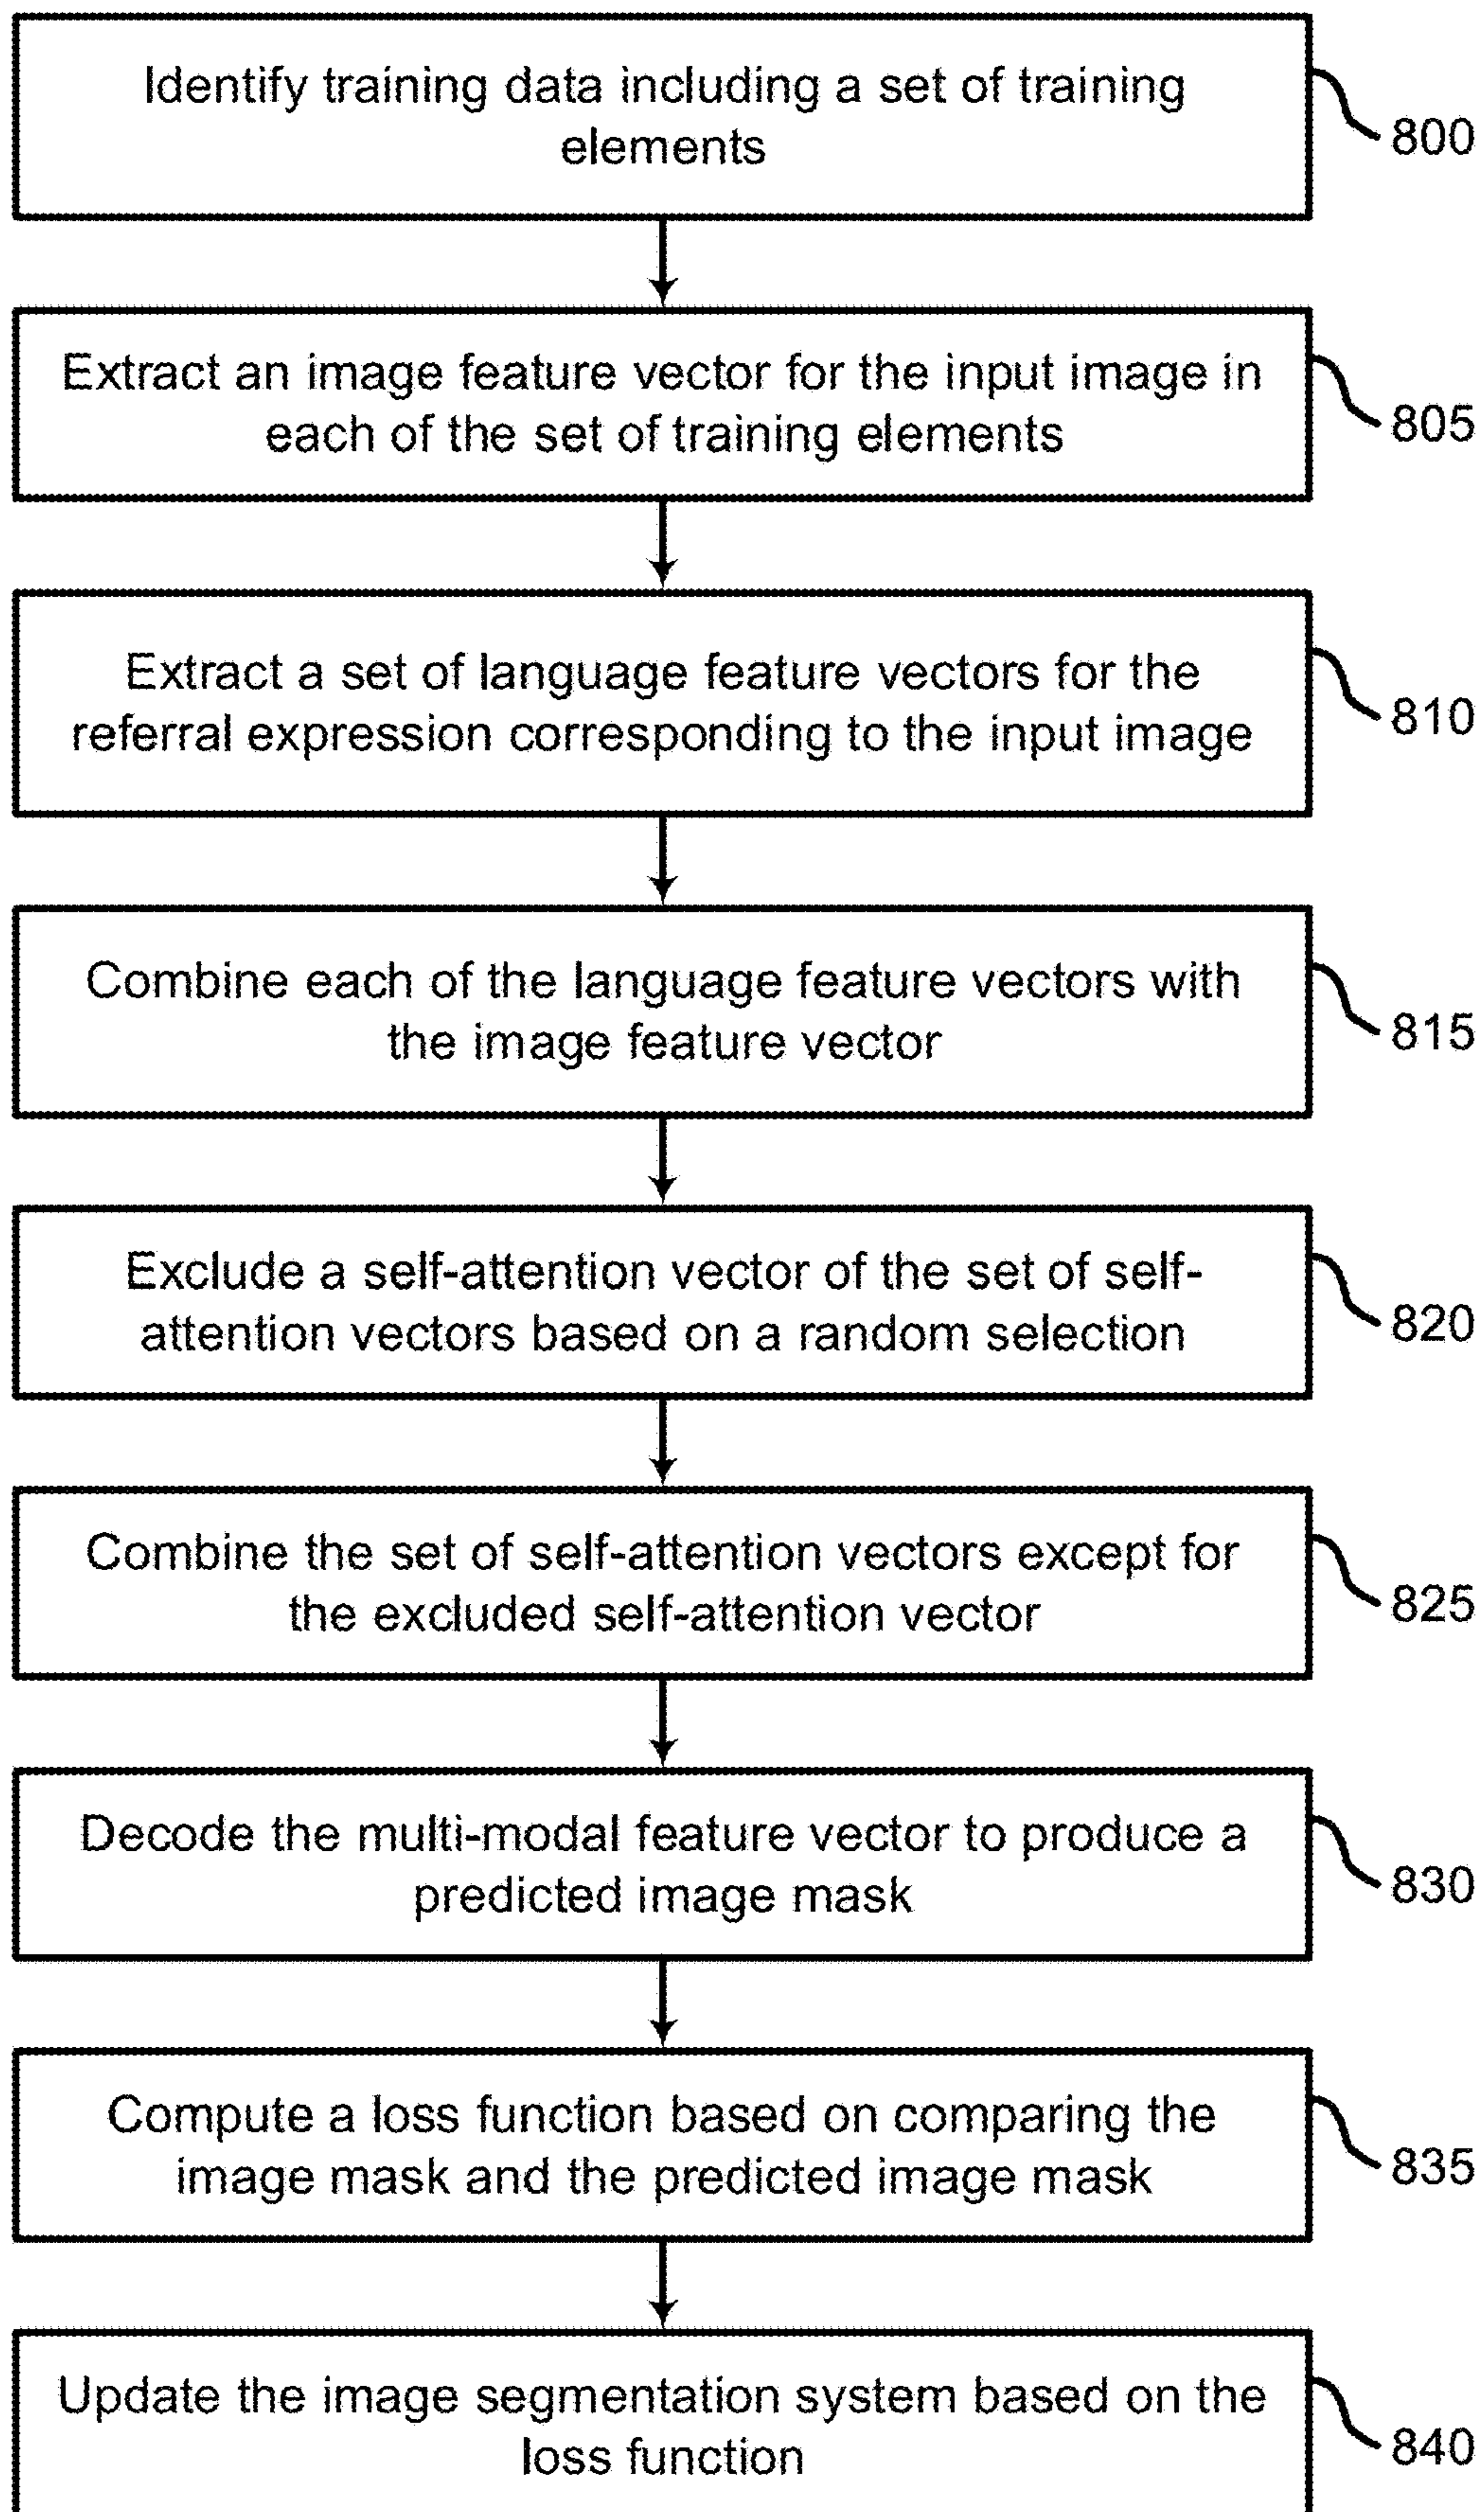 Identify training data including a set of training
elements
800
Extract an image feature vector for the input image in
each of the set of training elements
805
Extract a set of language feature vectors for the
referral expression corresponding to the input image
810
Combine each of the language feature vectors with
the image feature vector
815
Exclude a self-attention vector of the set of self-
attention vectors based on a random selection
820
Combine the set of self-attention vectors except for
the excluded self-attention vector
825
Decode the multi-modal feature vector to produce a
predicted image mask
830
Compute a loss function based on comparing the
image mask and the predicted image mask
835
Update the image segmentation system based on the
loss function
840